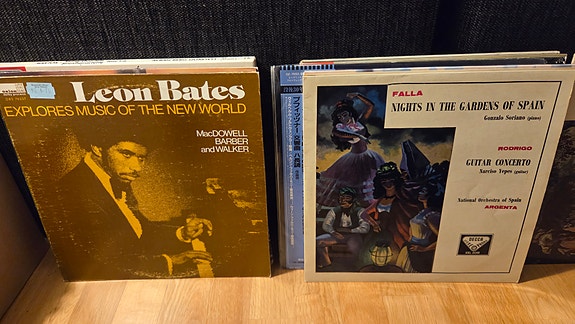 Leon Bates
EXPLORES MUSIC OF THE NEW WORLD
MacDOWELL
BARBER
and WALKER
FALLA
NIGHTS IN THE GARDENS OF SPAIN
Gonzalo Soriano (piano)
RODRIGO
GUITAR CONCERTO
Narciso Yepes (guitar)
National Orchestra of Spain
ARGENTA
DECCA